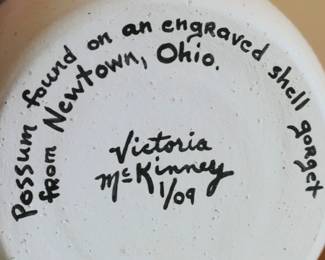 Possum found on an engraved shell gorget
from Newtown, Ohio.
Victoria
McKinney
1/09